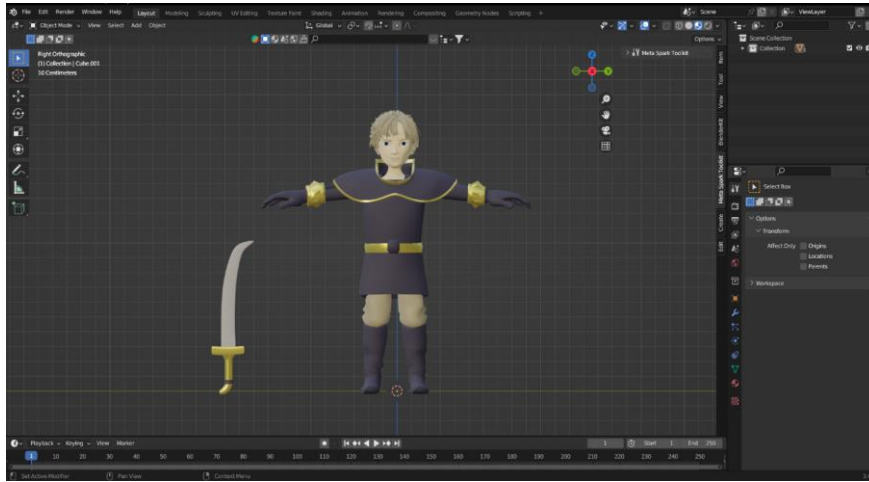 File Edit Render Window Help Layout Modeling Sculpting UV Editing Texture Paint Shading Animation Rendering Compositing Geometry Nodes Scripting + Scene ViewLayer
Object Mode View Select Add Object Global
Options
Right Orthographic
(1) Collection | Cube.001
10 Centimeters
Meta Spark Toolkit
Item
Tool
View
BlenderKit
Meta Spark Toolkit
Create
Edit
Scene Collection
Collection
Select Box
Options
Transform
Affect Only Origins
Locations
Parents
Workspace
Playback Keying View Marker 1 Start 1 End 250
1 10 20 30 40 50 60 70 80 90 100 110 120 130 140 150 160 170 180 190 200 210 220 230 240 250
Set Active Modifier Pan View Context Menu